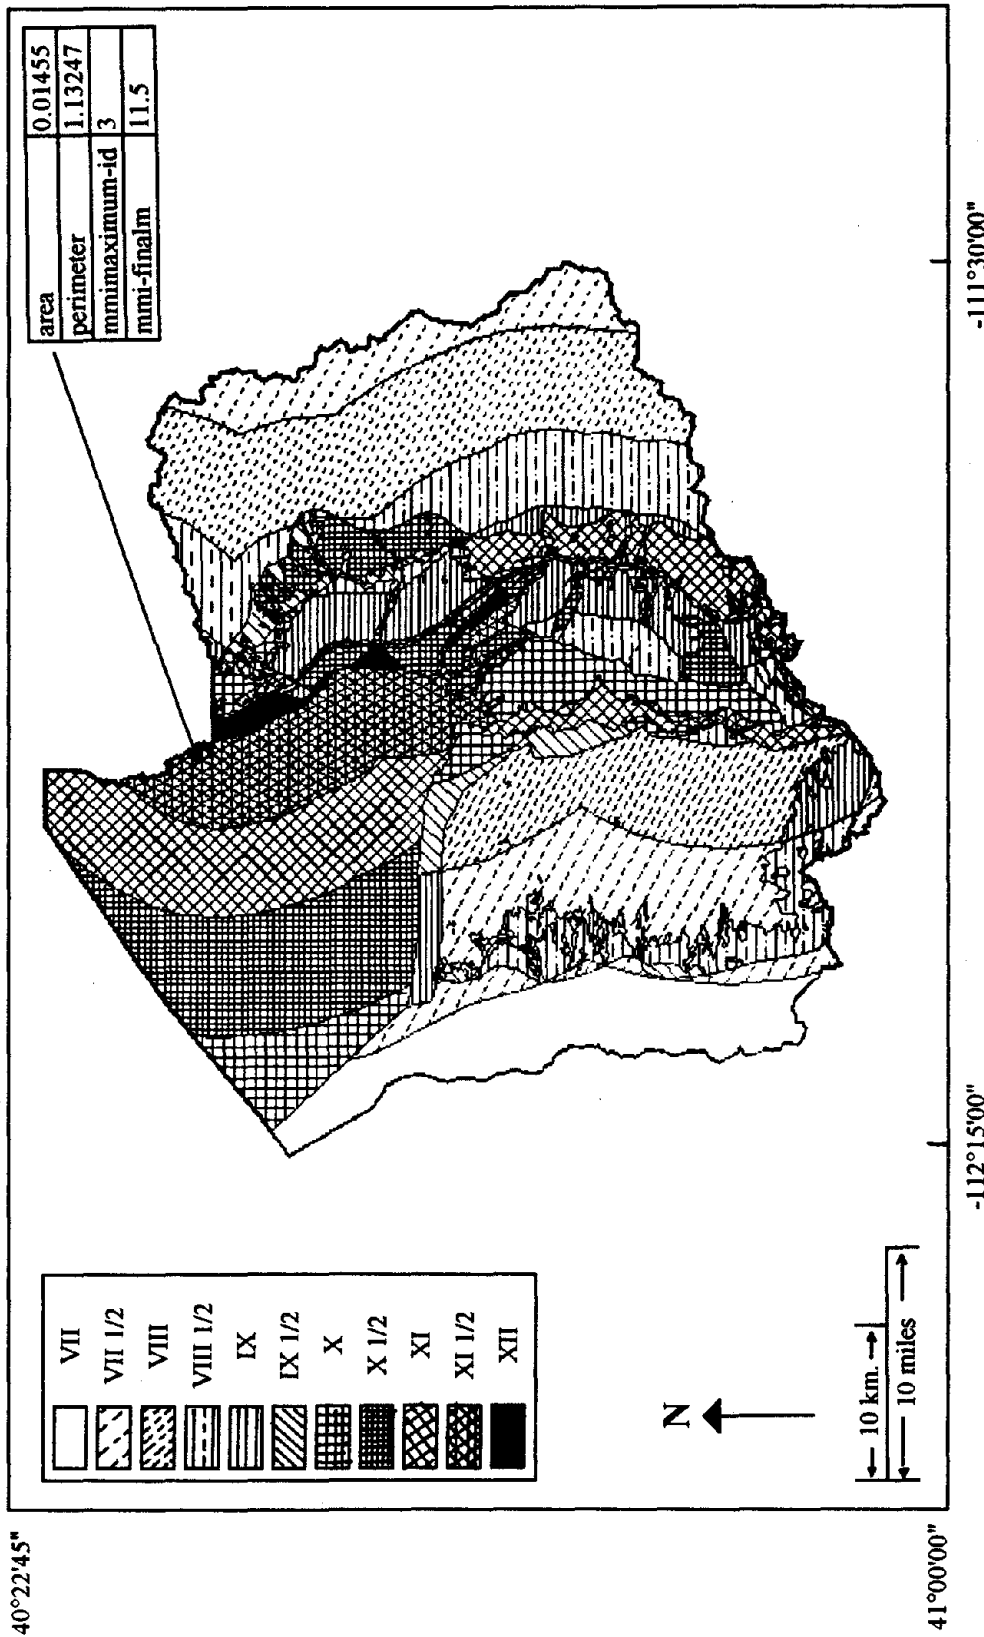 area 0.01455
perimeter 1.13247
mmimaximum-id 3
mmi-finalm 11.5
VII
VII 1/2
VIII
VIII 1/2
IX
IX 1/2
X
X 1/2
XI
XI 1/2
XII
N
10 km.
10 miles
40°22'45"
41°00'00"
-112°15'00"
-111°30'00"